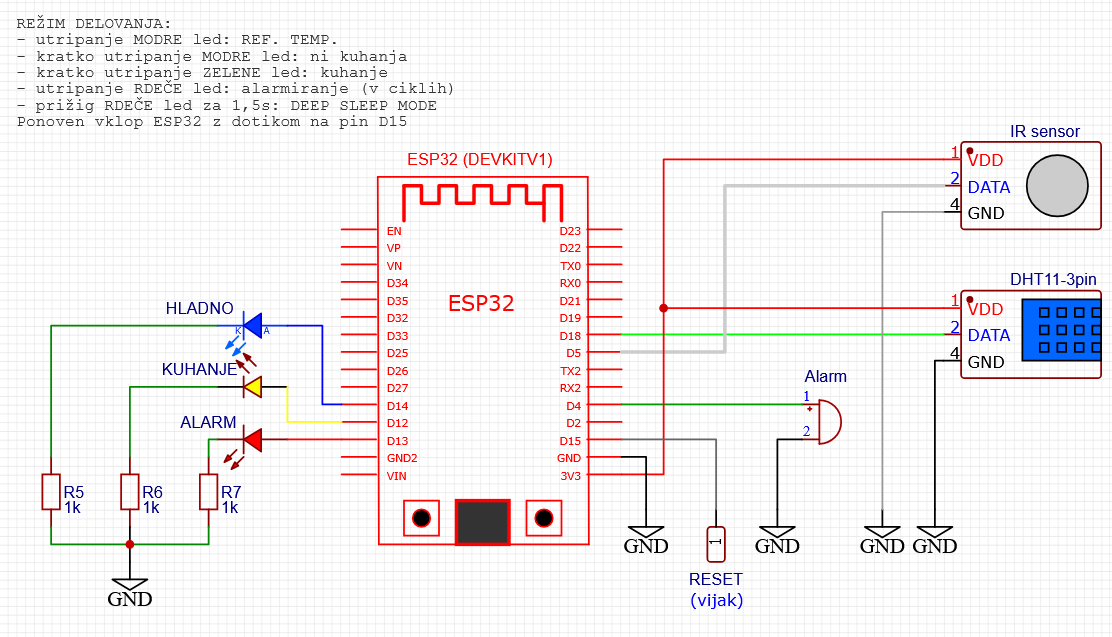 REŽIM DELOVANJA:
- utripanje MODRE led: REF. TEMP.
- kratko utripanje MODRE led: ni kuhanja
- kratko utripanje ZELENE led: kuhanje
- utripanje RDEČE led: alarmiranje (v ciklih)
- prižig RDEČE led za 1,5s: DEEP SLEEP MODE
Ponoven vklop ESP32 z dotikom na pin D15
IR sensor
1 VDD
2 DATA
4 GND
DHT11-3pin
1 VDD
2 DATA
4 GND
ESP32 (DEVKITV1)
ESP32
EN D23
VP D22
VN TX0
D34 RX0
D35 D21
D32 D19
D33 D18
D25 D5
D26 TX2
D27 RX2
D14 D4
D12 D2
D13 D15
GND2 GND
VIN 3V3
HLADNO
K A
KUHANJE
ALARM
R5
1k
R6
1k
R7
1k
GND
Alarm
1
+
2
GND
1
RESET
(vijak)
GND
GND
GND